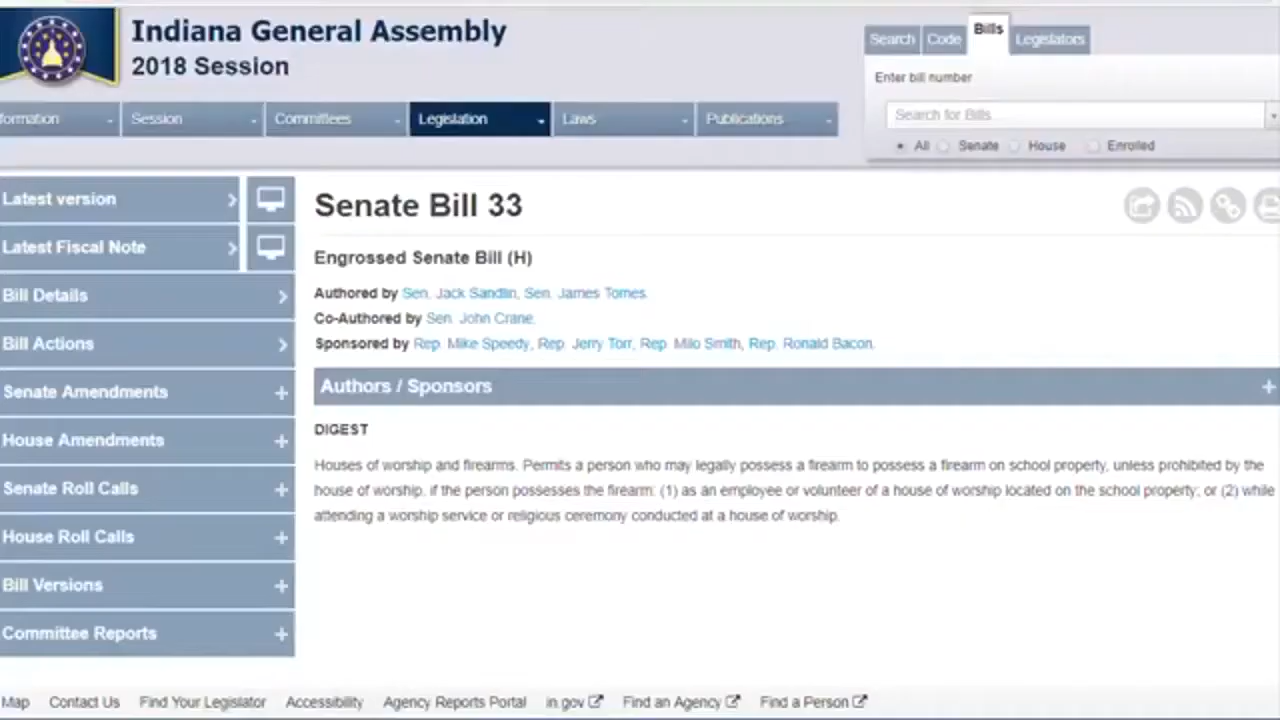 Indiana General Assembly
2018 Session
Search Code Bills Legislators
Enter bill number
Search for Bills
All Senate House Enrolled
formation Session Committees Legislation Laws Publications
Latest version
Latest Fiscal Note
Bill Details
Bill Actions
Senate Amendments
House Amendments
Senate Roll Calls
House Roll Calls
Bill Versions
Committee Reports
Senate Bill 33
Engrossed Senate Bill (H)
Authored by Sen. Jack Sandlin, Sen. James Tomes.
Co-Authored by Sen. John Crane.
Sponsored by Rep. Mike Speedy, Rep. Jerry Torr, Rep. Milo Smith, Rep. Ronald Bacon.
Authors / Sponsors
DIGEST
Houses of worship and firearms. Permits a person who may legally possess a firearm to possess a firearm on school property, unless prohibited by the
house of worship, if the person possesses the firearm: (1) as an employee or volunteer of a house of worship located on the school property; or (2) while
attending a worship service or religious ceremony conducted at a house of worship.
Map Contact Us Find Your Legislator Accessibility Agency Reports Portal in.gov Find an Agency Find a Person